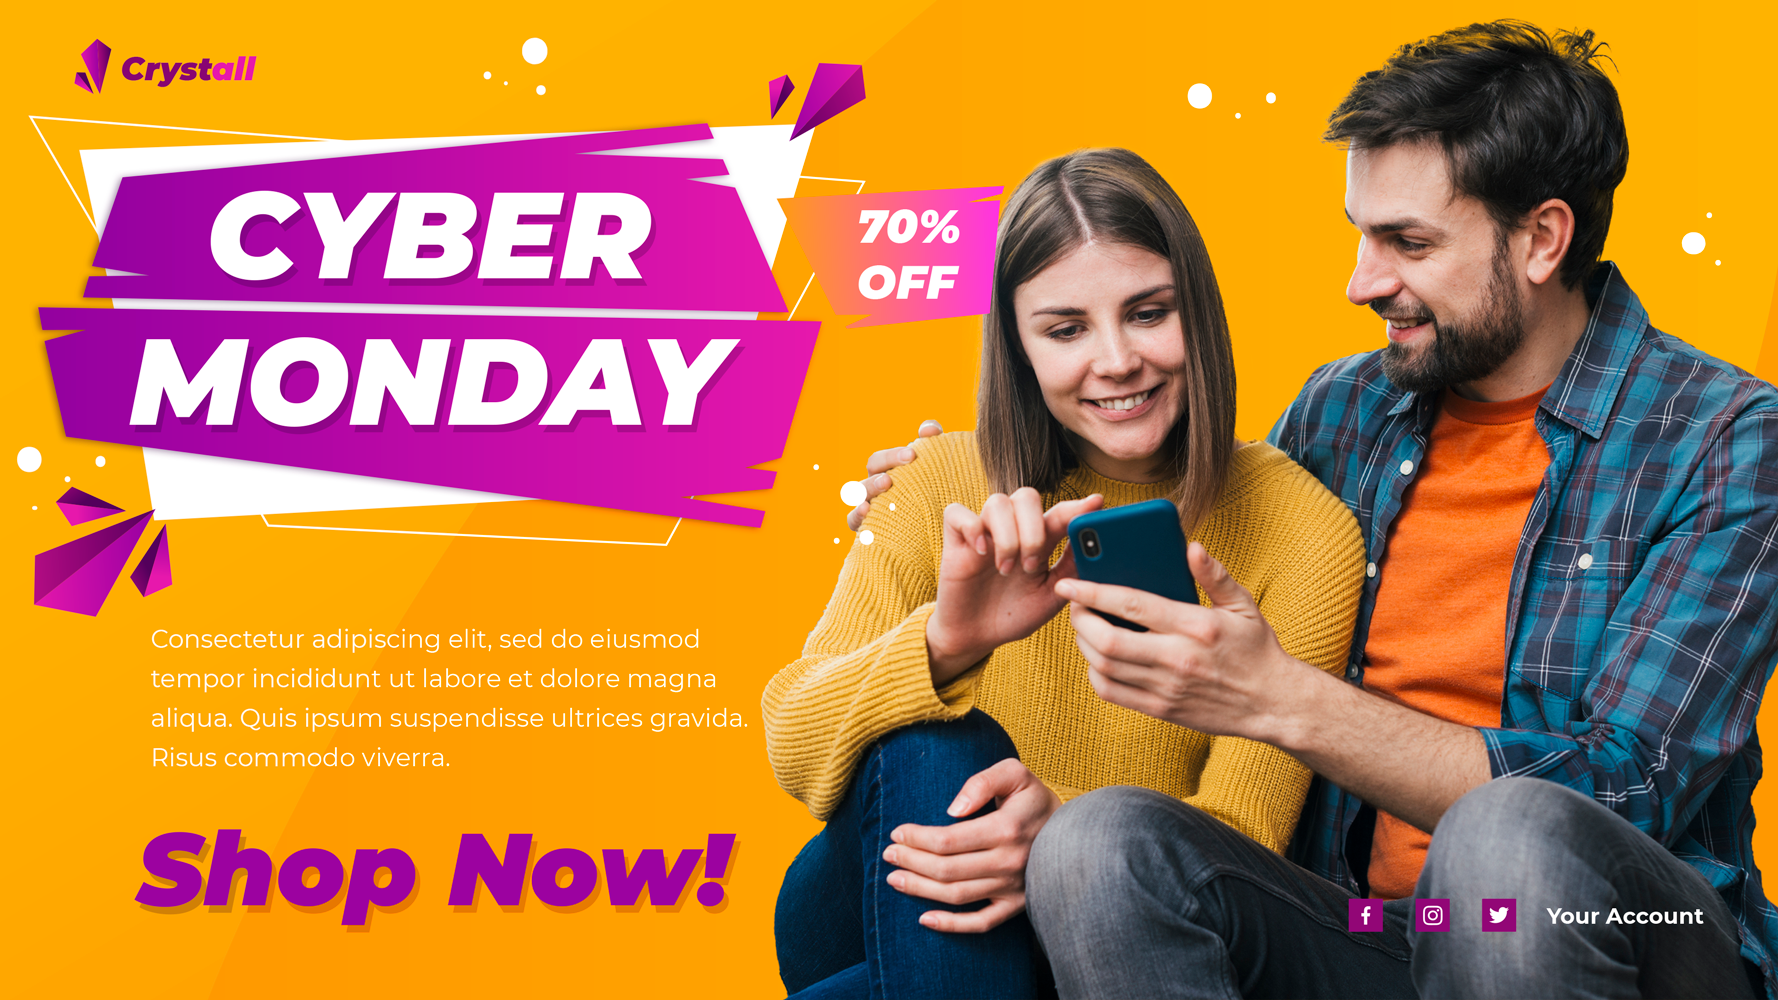 Crystall
CYBER
MONDAY
70%
OFF
Consectetur adipiscing elit, sed do eiusmod
tempor incididunt ut labore et dolore magna
aliqua. Quis ipsum suspendisse ultrices gravida.
Risus commodo viverra.
Shop Now!
Your Account